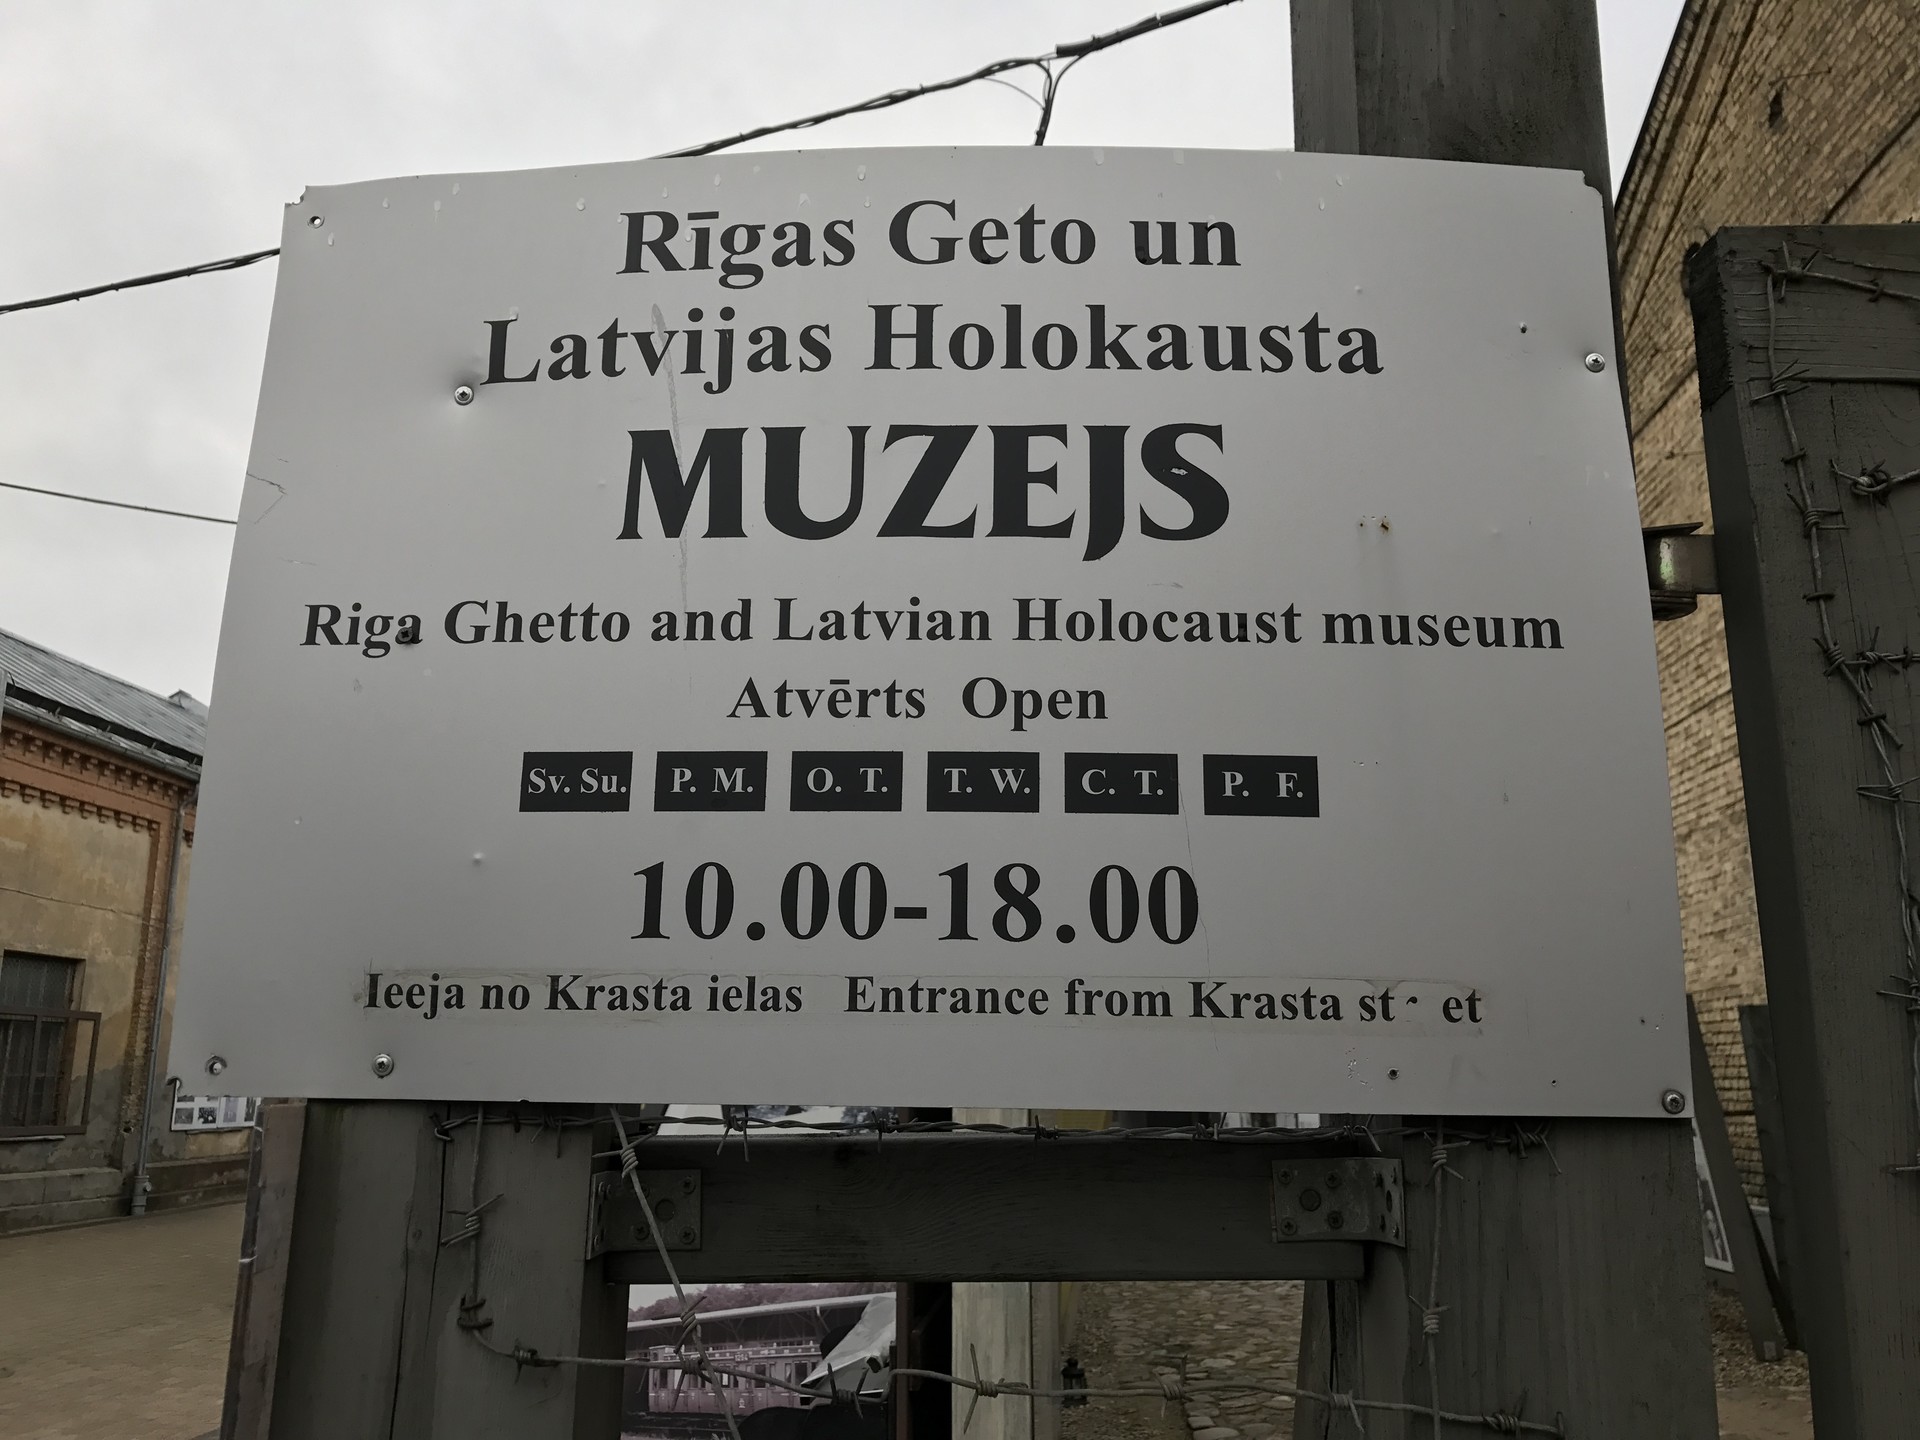 Rīgas Geto un
Latvijas Holokausta
MUZEJS
Riga Ghetto and Latvian Holocaust museum
Atvērts Open
Sv. Su. P. M. O. T. T. W. C. T. P. F.
10.00-18.00
Ieeja no Krasta ielas Entrance from Krasta st et